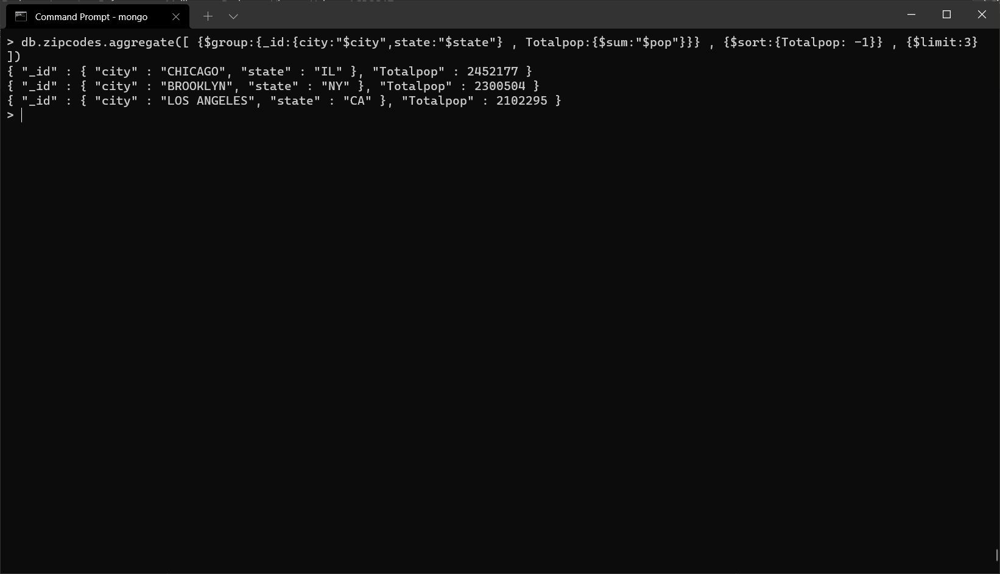 Command Prompt - mongo
> db.zipcodes.aggregate([ {$group:{_id:{city:"$city",state:"$state"} , Totalpop:{$sum:"$pop"}}} , {$sort:{Totalpop: -1}} , {$limit:3}
])
{ "_id" : { "city" : "CHICAGO", "state" : "IL" }, "Totalpop" : 2452177 }
{ "_id" : { "city" : "BROOKLYN", "state" : "NY" }, "Totalpop" : 2300504 }
{ "_id" : { "city" : "LOS ANGELES", "state" : "CA" }, "Totalpop" : 2102295 }
>